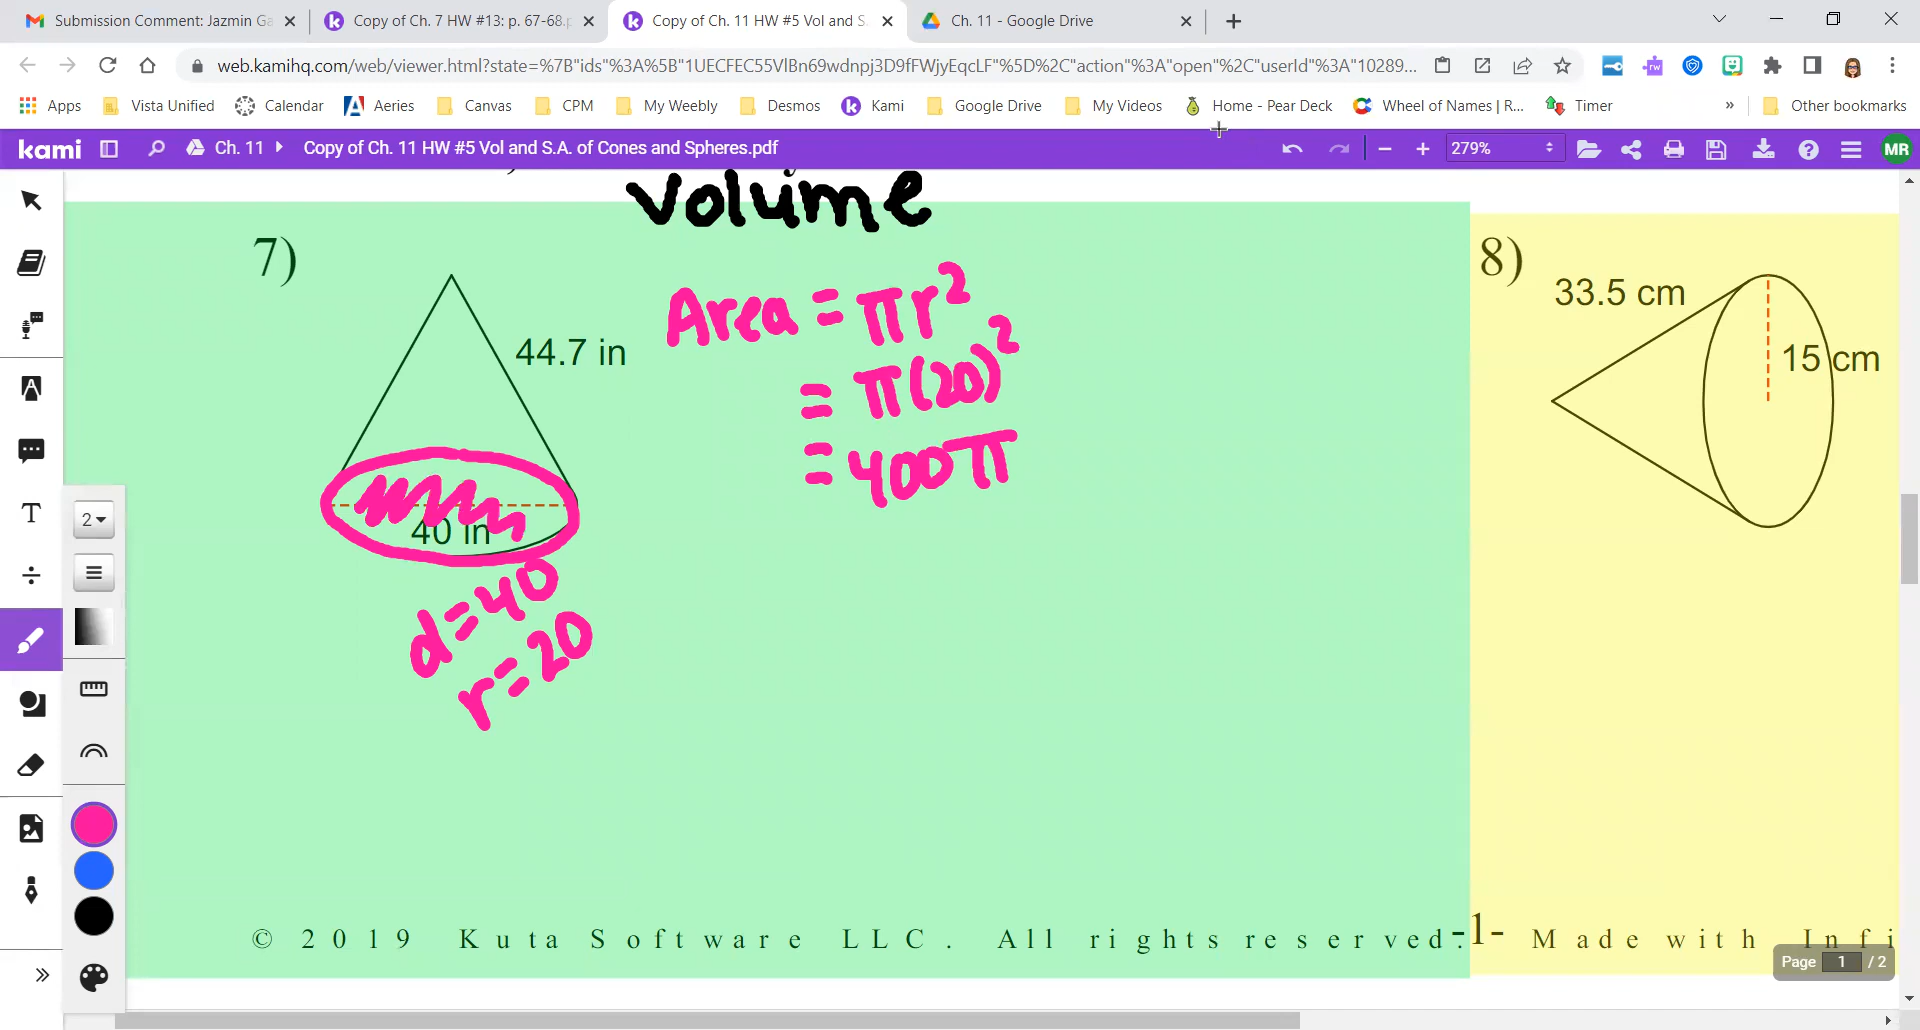 Submission Comment: Jazmin Ga
Copy of Ch. 7 HW #13: p. 67-68.p
Copy of Ch. 11 HW #5 Vol and S.
Ch. 11 - Google Drive
web.kamihq.com/web/viewer.html?state=%7B"ids"%3A%5B"1UECFEC55VlBn69wdnpj3D9fFWjyEqcLF"%5D%2C"action"%3A"open"%2C"userId"%3A"10289...
Apps Vista Unified Calendar Aeries Canvas CPM My Weebly Desmos Kami Google Drive My Videos Home - Pear Deck Wheel of Names | R... Timer » Other bookmarks
kami Ch. 11 Copy of Ch. 11 HW #5 Vol and S.A. of Cones and Spheres.pdf 279% MR
Volume
7)
44.7 in
40 in
d=40
r=20
Area = πr²
= π(20)²
= 400π
8)
33.5 cm
15 cm
T
2
© 2019 Kuta Software LLC. All rights reserved.
-1-
Made with Infi
Page 1 / 2